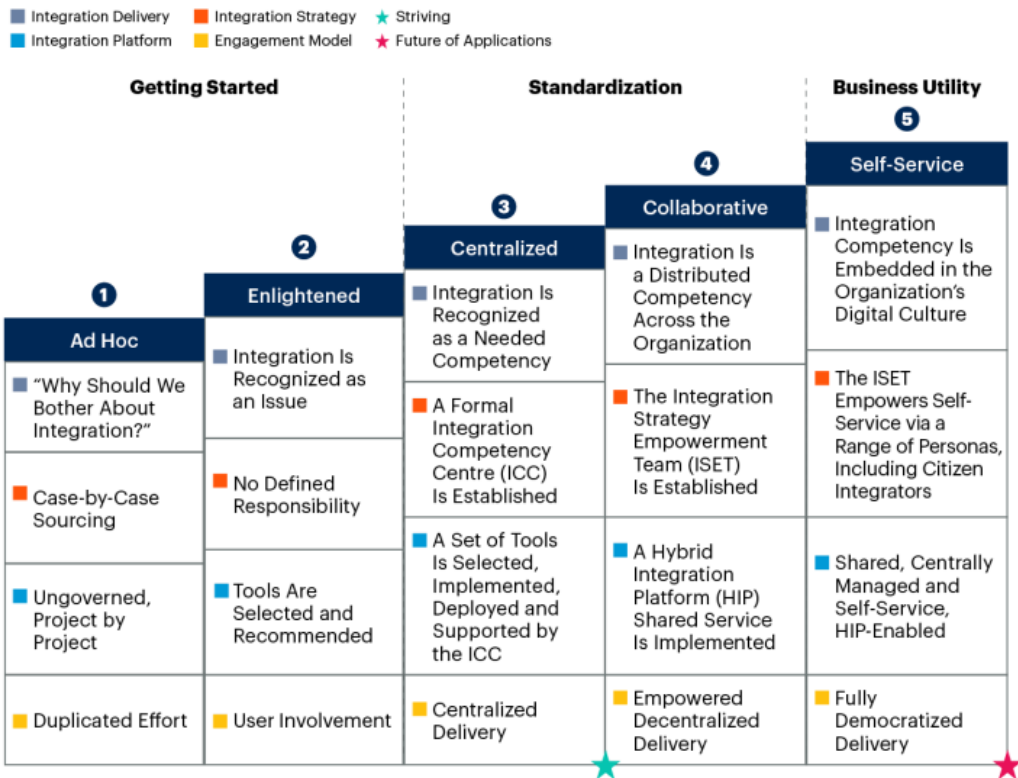 Integration Delivery
Integration Strategy
Striving
Integration Platform
Engagement Model
Future of Applications
Getting Started
Standardization
Business Utility
1
Ad Hoc
"Why Should We
Bother About
Integration?"
Case-by-Case
Sourcing
Ungoverned,
Project by
Project
Duplicated Effort
2
Enlightened
Integration Is
Recognized as
an Issue
No Defined
Responsibility
Tools Are
Selected and
Recommended
User Involvement
3
Centralized
Integration Is
Recognized
as a Needed
Competency
A Formal
Integration
Competency
Centre (ICC)
Is Established
A Set of Tools
Is Selected,
Implemented,
Deployed and
Supported by
the ICC
Centralized
Delivery
4
Collaborative
Integration Is
a Distributed
Competency
Across the
Organization
The Integration
Strategy
Empowerment
Team (ISET)
Is Established
A Hybrid
Integration
Platform (HIP)
Shared Service
Is Implemented
Empowered
Decentralized
Delivery
5
Self-Service
Integration
Competency Is
Embedded in the
Organization's
Digital Culture
The ISET
Empowers Self-
Service via a
Range of Personas,
Including Citizen
Integrators
Shared, Centrally
Managed and
Self-Service,
HIP-Enabled
Fully
Democratized
Delivery